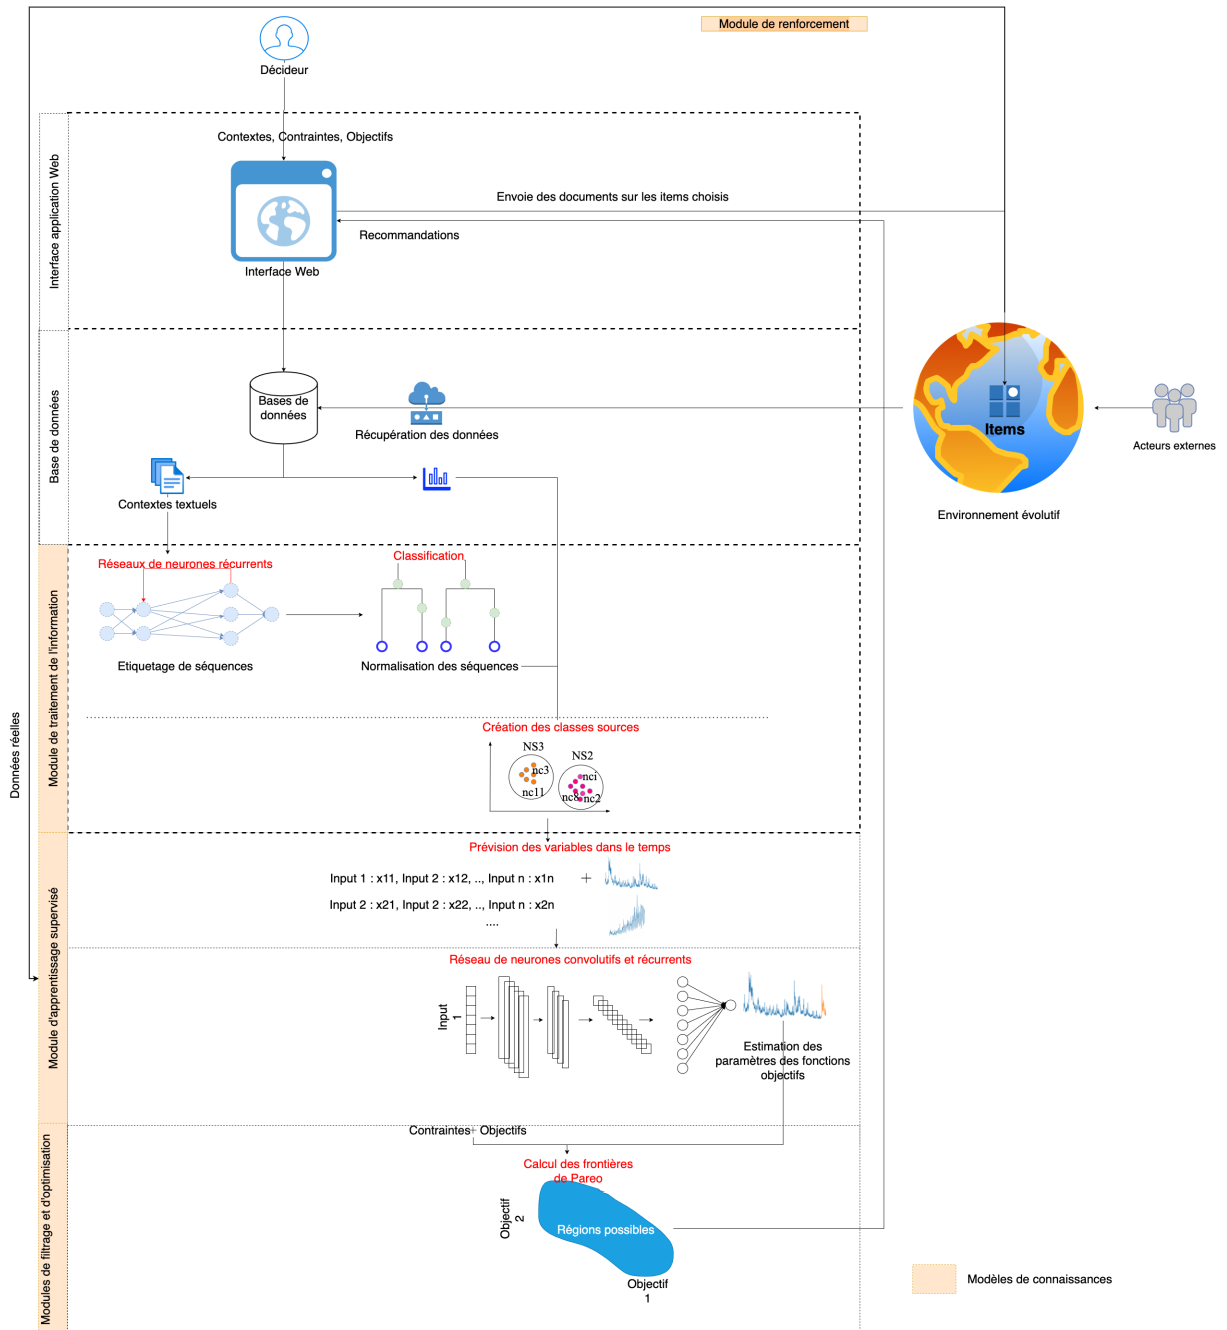 Module de renforcement
Décideur
Contextes, Contraintes, Objectifs
Interface application Web
Envoie des documents sur les items choisis
Recommandations
Interface Web
Base de données
Bases de
données
Récupération des données
Items
Acteurs externes
Environnement évolutif
Contextes textuels
Module de traitement de l'information
Réseaux de neurones récurrents
Classification
Etiquetage de séquences
Normalisation des séquences
Création des classes sources
NS3
NS2
nc3
nc11
nci
nc8
nc2
Données réelles
Module d'apprentissage supervisé
Prévision des variables dans le temps
Input 1 : x11, Input 2 : x12, .., Input n : x1n
+
Input 2 : x21, Input 2 : x22, .., Input n : x2n
....
Réseau de neurones convolutifs et récurrents
Input
1
Estimation des
paramètres des fonctions
objectifs
Modules de filtrage et d'optimisation
Contraintes+ Objectifs
Calcul des frontières
de Pareo
Objectif
2
Régions possibles
Objectif
1
Modèles de connaissances